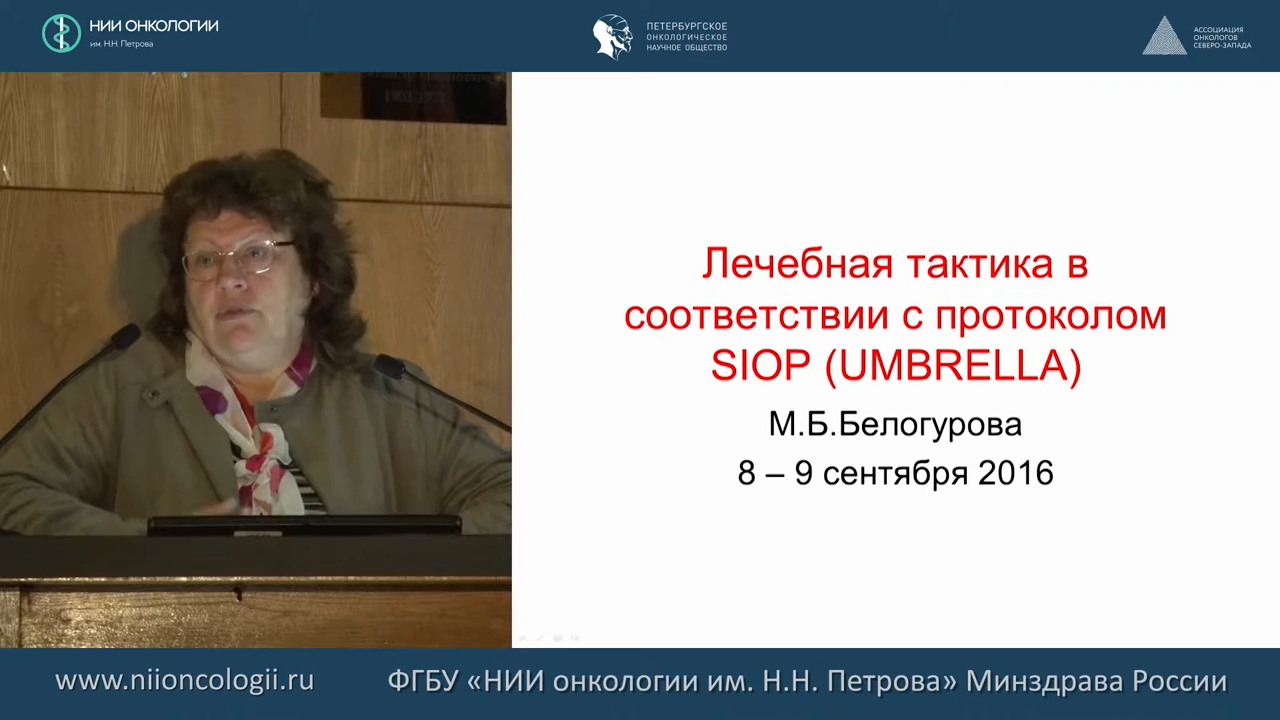 НИИ ОНКОЛОГИИ
им. Н.Н. Петрова
ПЕТЕРБУРГСКОЕ
ОНКОЛОГИЧЕСКОЕ
НАУЧНОЕ ОБЩЕСТВО
АССОЦИАЦИЯ
ОНКОЛОГОВ
СЕВЕРО-ЗАПАДА
Лечебная тактика в
соответствии с протоколом
SIOP (UMBRELLA)
М.Б.Белогурова
8 – 9 сентября 2016
www.niioncologii.ru
ФГБУ «НИИ онкологии им. Н.Н. Петрова» Минздрава России